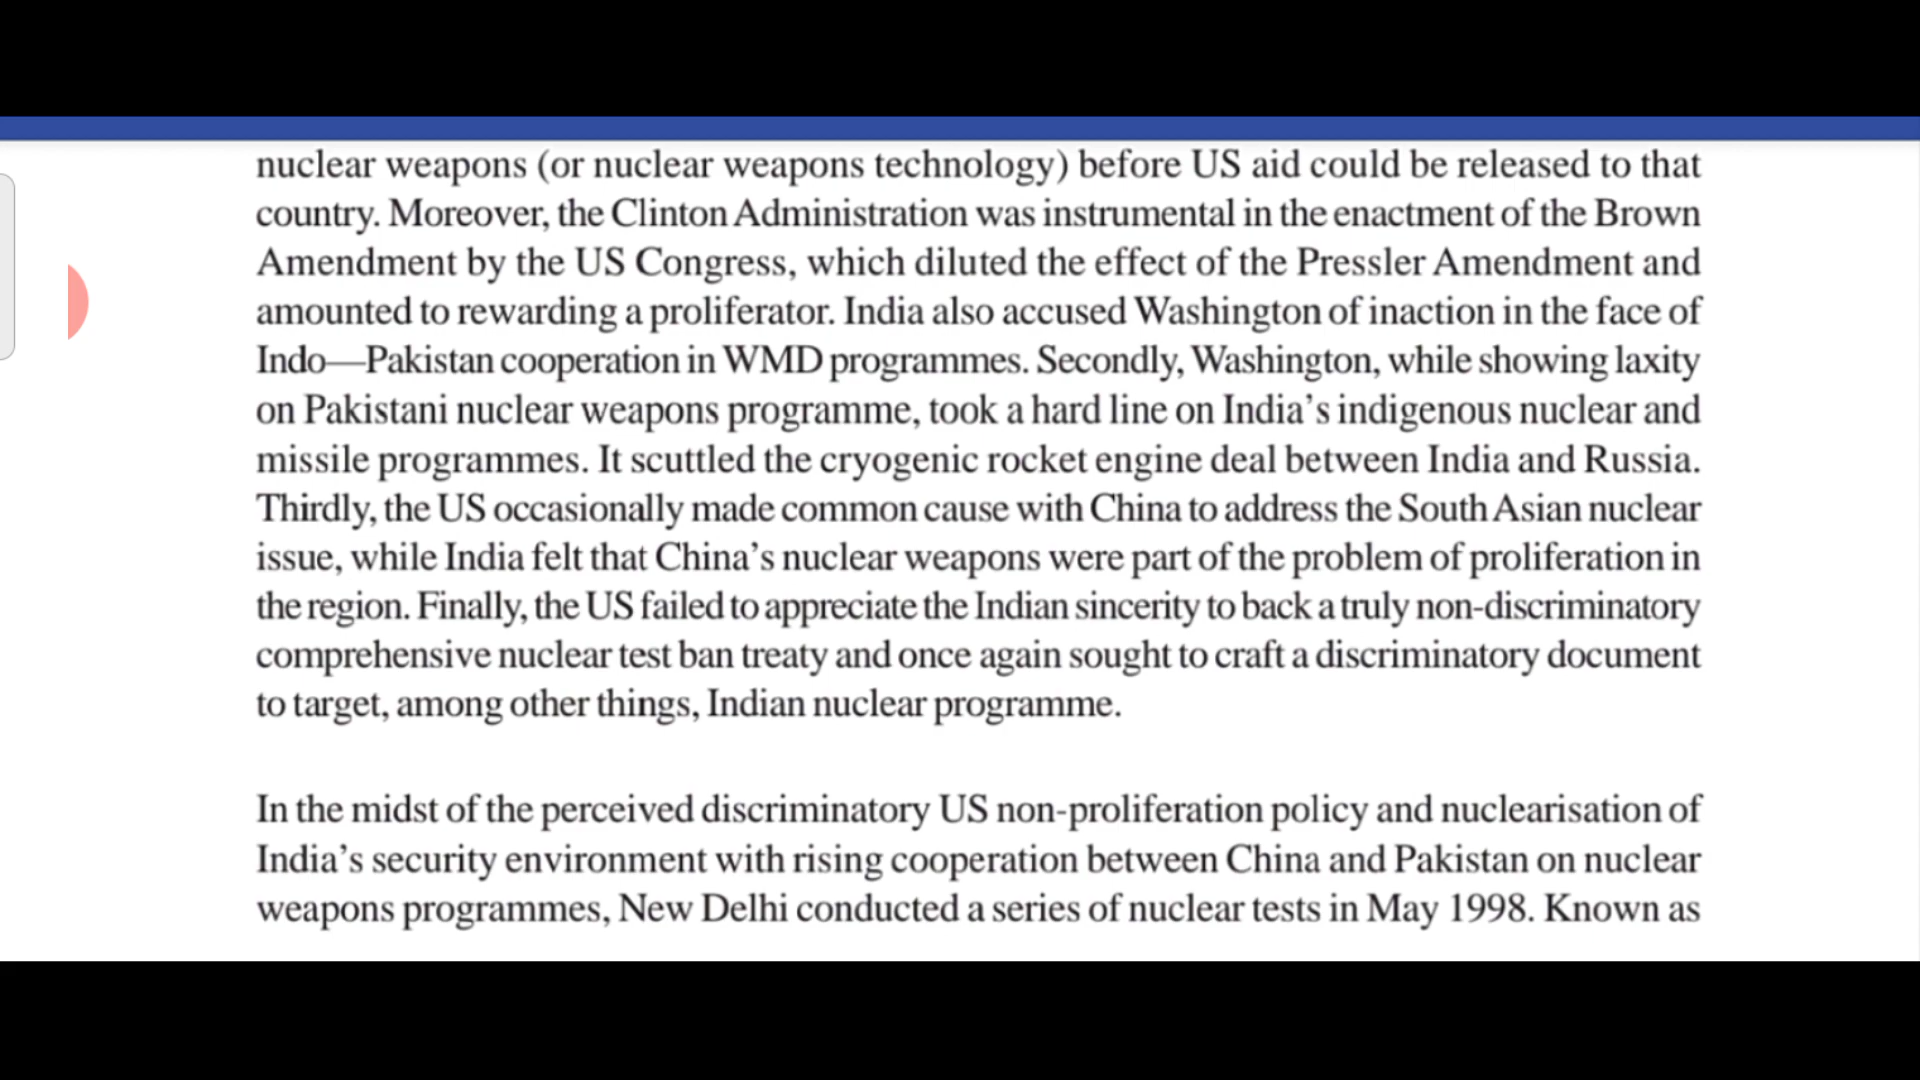 nuclear weapons (or nuclear weapons technology) before US aid could be released to that
country. Moreover, the Clinton Administration was instrumental in the enactment of the Brown
Amendment by the US Congress, which diluted the effect of the Pressler Amendment and
amounted to rewarding a proliferator. India also accused Washington of inaction in the face of
Indo—Pakistan cooperation in WMD programmes. Secondly, Washington, while showing laxity
on Pakistani nuclear weapons programme, took a hard line on India’s indigenous nuclear and
missile programmes. It scuttled the cryogenic rocket engine deal between India and Russia.
Thirdly, the US occasionally made common cause with China to address the South Asian nuclear
issue, while India felt that China’s nuclear weapons were part of the problem of proliferation in
the region. Finally, the US failed to appreciate the Indian sincerity to back a truly non-discriminatory
comprehensive nuclear test ban treaty and once again sought to craft a discriminatory document
to target, among other things, Indian nuclear programme.
In the midst of the perceived discriminatory US non-proliferation policy and nuclearisation of
India’s security environment with rising cooperation between China and Pakistan on nuclear
weapons programmes, New Delhi conducted a series of nuclear tests in May 1998. Known as